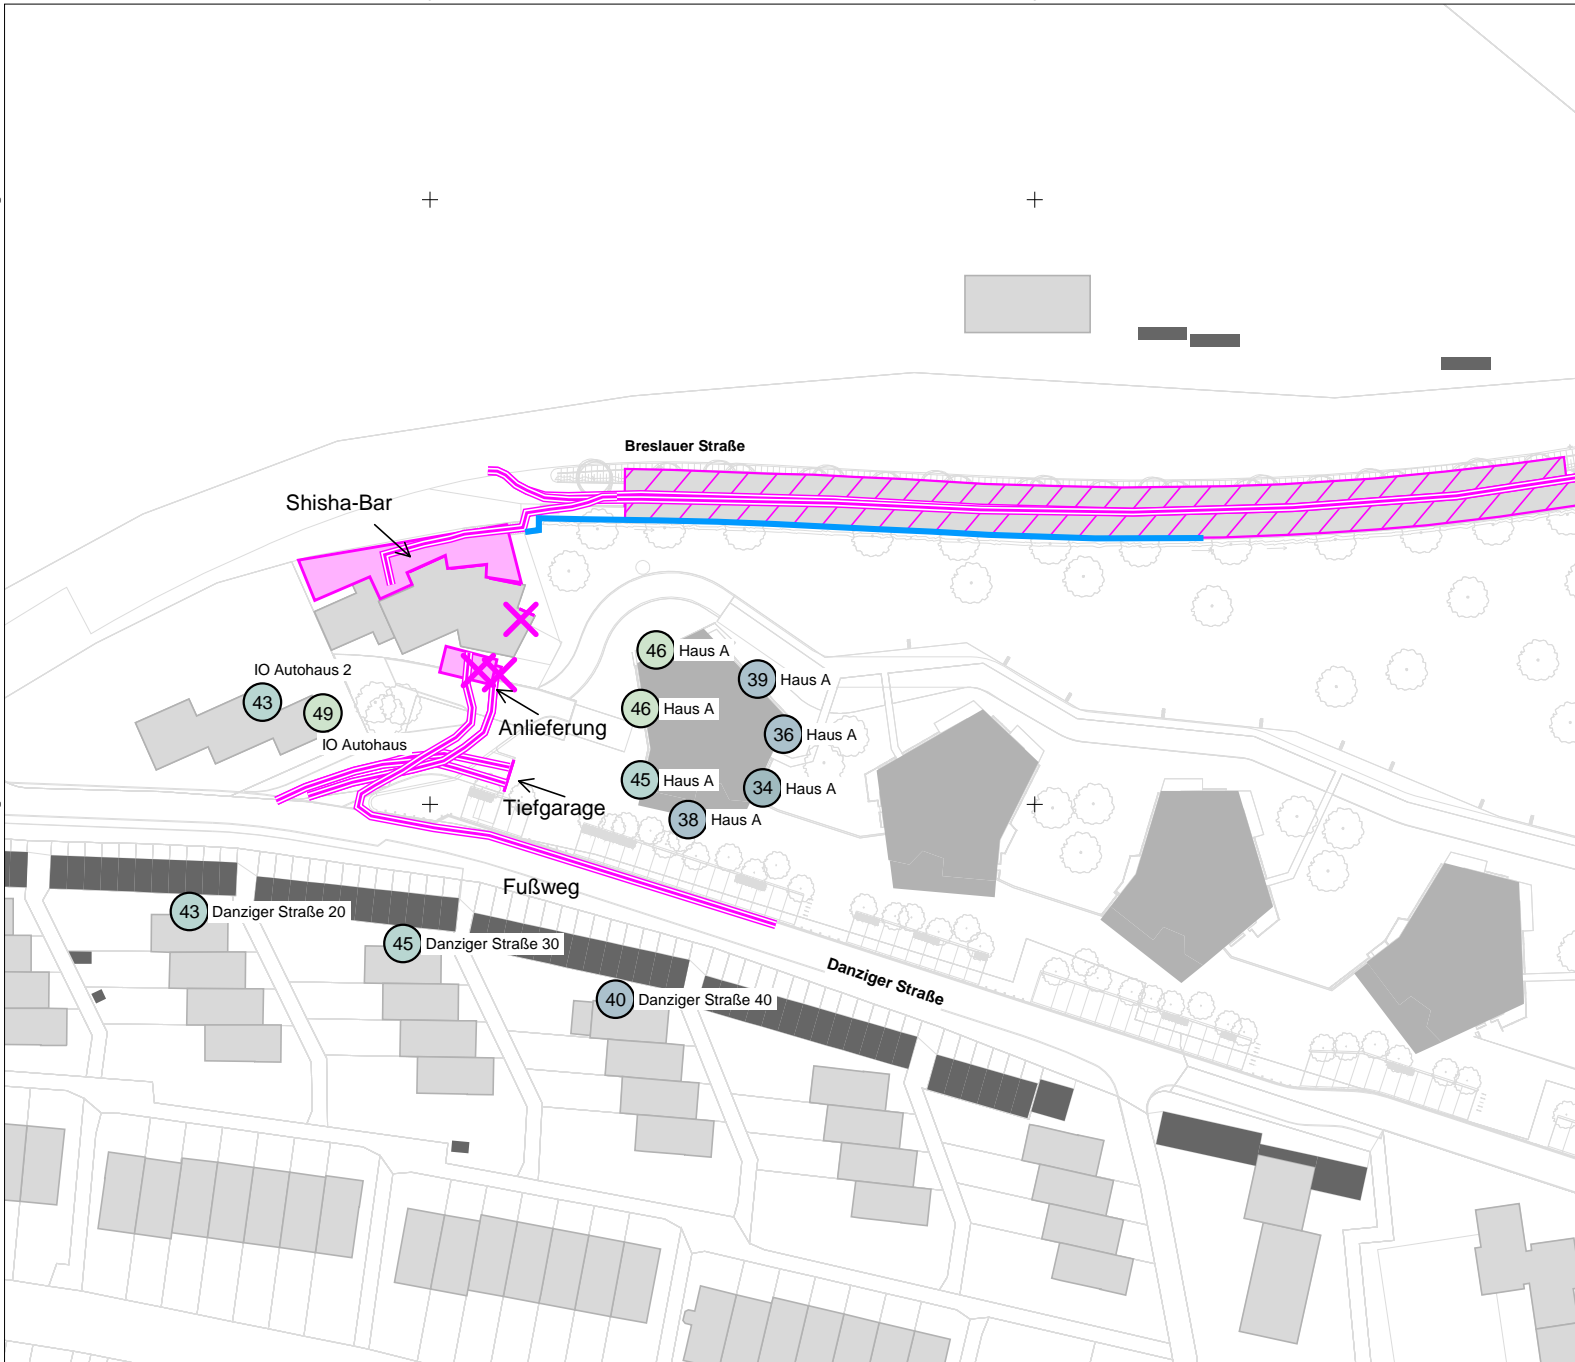 Breslauer Straße
Shisha-Bar
46 Haus A
IO Autohaus 2
39 Haus A
43
49
46 Haus A
Anlieferung
36 Haus A
IO Autohaus
45 Haus A
34 Haus A
Tiefgarage
38 Haus A
Fußweg
43 Danziger Straße 20
45 Danziger Straße 30
Danziger Straße
40 Danziger Straße 40